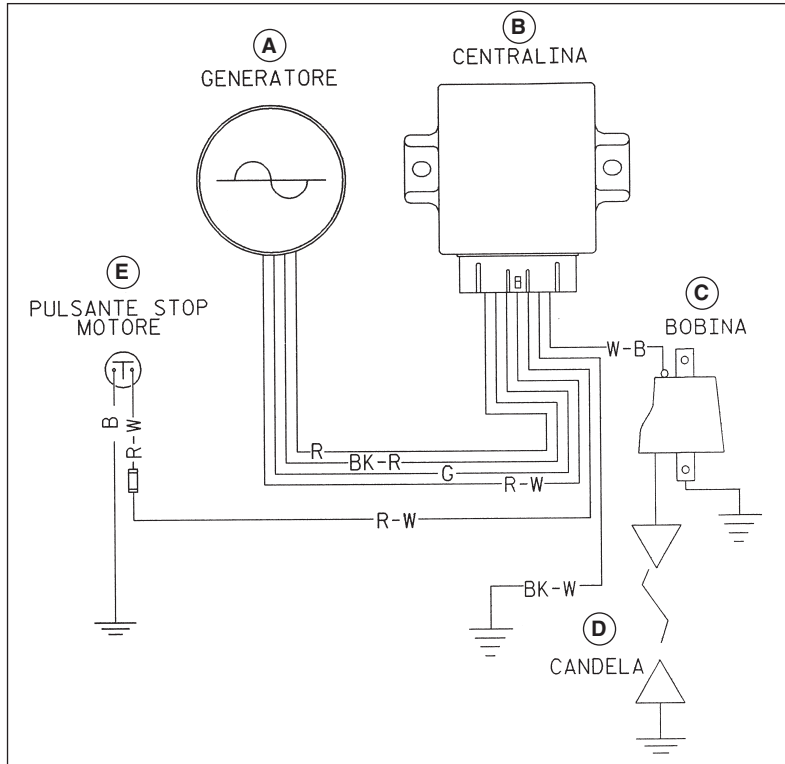 A
GENERATORE
B
CENTRALINA
E
PULSANTE STOP
MOTORE
C
BOBINA
W-B
B
R-W
R
BK-R
G
R-W
R-W
BK-W
D
CANDELA